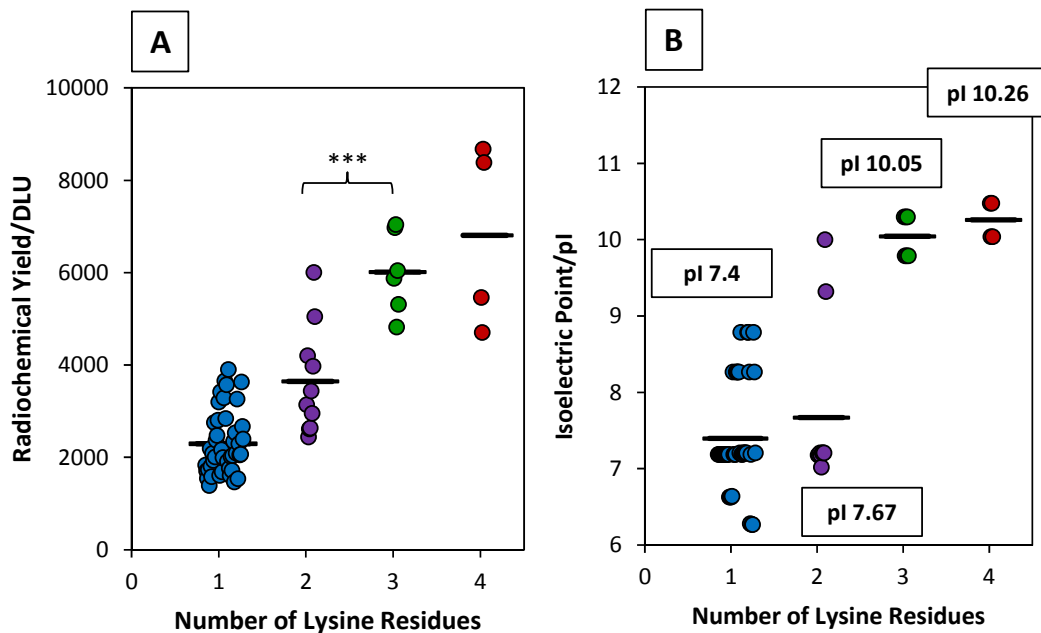 A
Radiochemical Yield/DLU
10000
8000
6000
4000
2000
0
***
0 1 2 3 4
Number of Lysine Residues
B
Isoelectric Point/pI
12
11
10
9
8
7
6
pI 10.26
pI 10.05
pI 7.4
pI 7.67
0 1 2 3 4
Number of Lysine Residues